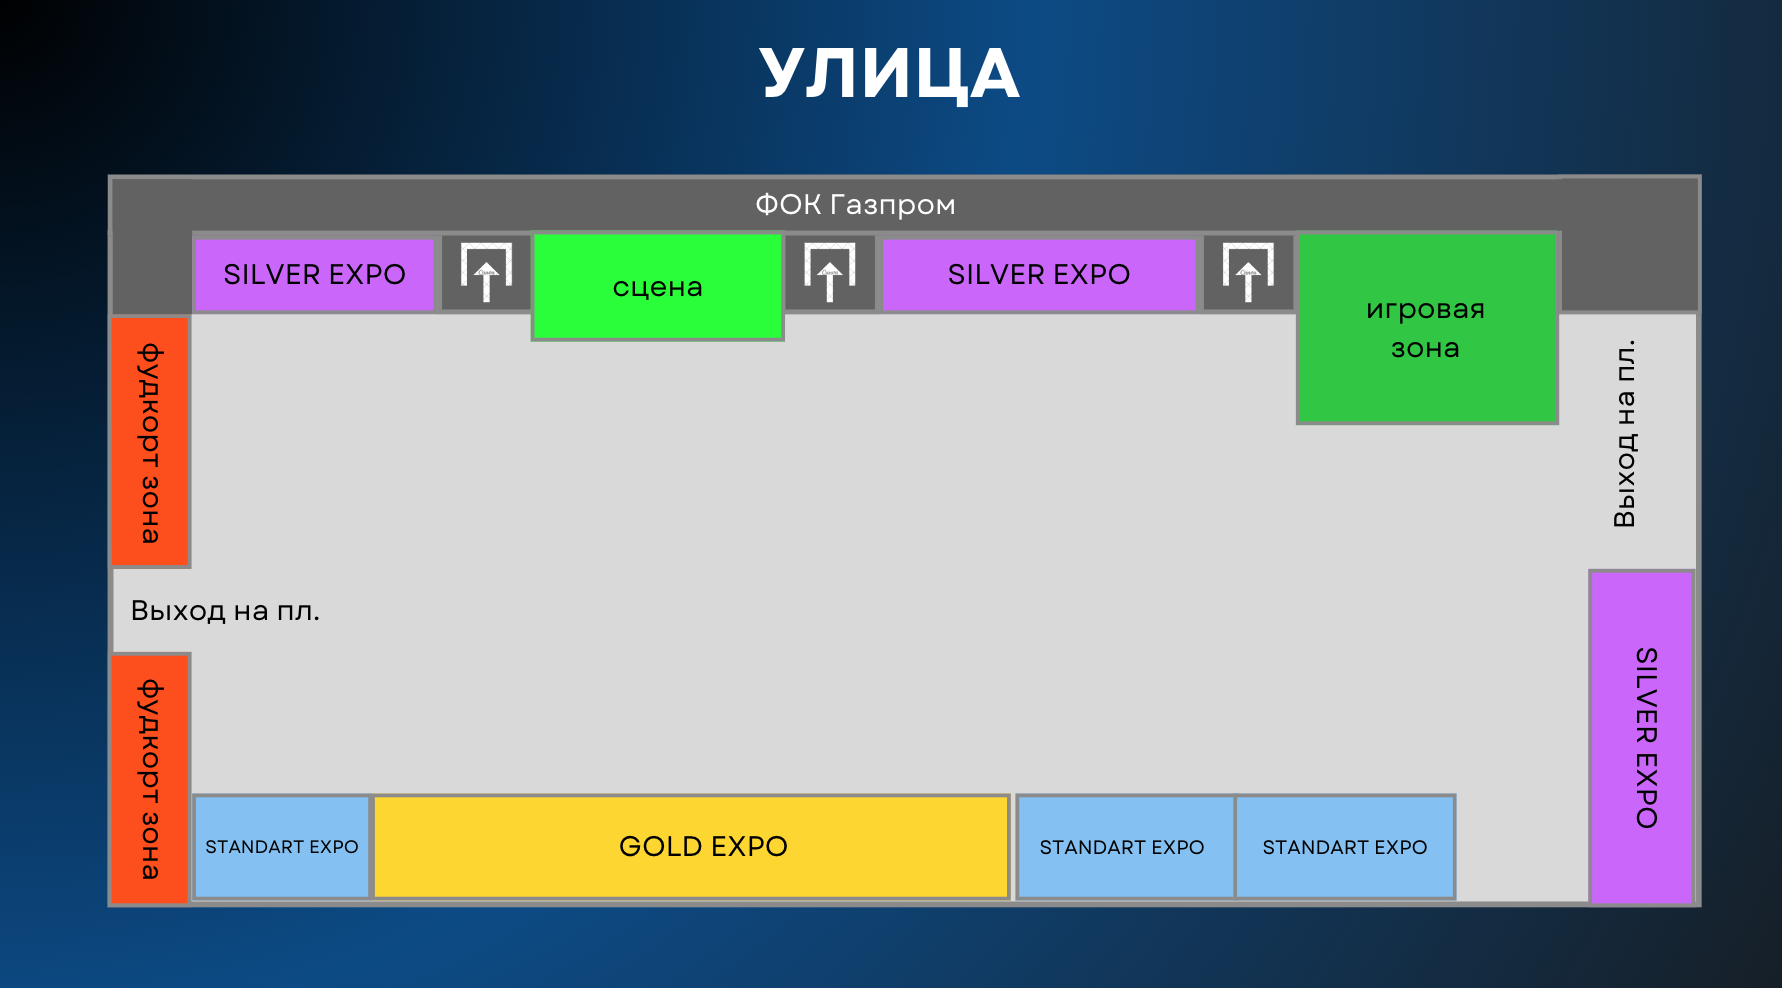 УЛИЦА
ФОК Газпром
SILVER EXPO
сцена
SILVER EXPO
игровая
зона
фудкорт зона
Выход на пл.
Выход на пл.
фудкорт зона
SILVER EXPO
STANDART EXPO
GOLD EXPO
STANDART EXPO
STANDART EXPO